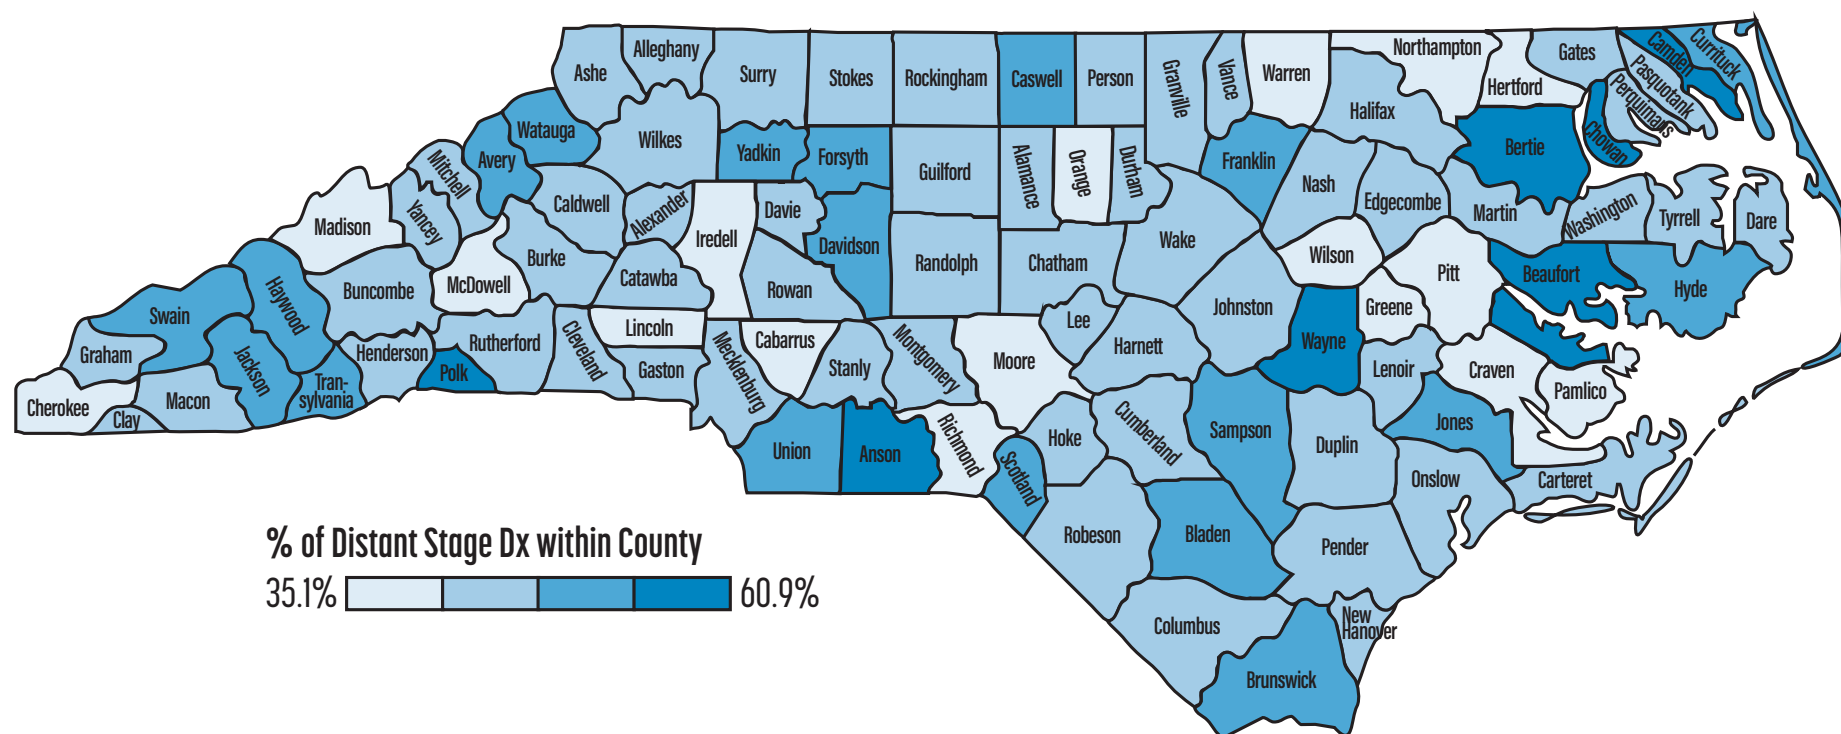 Ashe
Alleghany
Surry
Stokes
Rockingham
Caswell
Person
Granville
Vance
Warren
Northampton
Hertford
Gates
Camden
Currituck
Pasquotank
Perquimans
Chowan
Halifax
Watauga
Wilkes
Yadkin
Forsyth
Guilford
Alamance
Orange
Durham
Franklin
Nash
Edgecombe
Bertie
Martin
Washington
Tyrrell
Dare
Mitchell
Avery
Yancey
Madison
Caldwell
Alexander
Iredell
Davie
Davidson
Randolph
Chatham
Wake
Wilson
Pitt
Beaufort
Hyde
Haywood
Buncombe
McDowell
Burke
Catawba
Rowan
Lee
Johnston
Greene
Swain
Graham
Jackson
Henderson
Polk
Rutherford
Cleveland
Lincoln
Gaston
Mecklenburg
Cabarrus
Stanly
Montgomery
Moore
Harnett
Wayne
Lenoir
Craven
Pamlico
Cherokee
Clay
Macon
Tran-
sylvania
Union
Anson
Richmond
Scotland
Hoke
Cumberland
Sampson
Duplin
Jones
Onslow
Carteret
Robeson
Bladen
Pender
Columbus
New
Hanover
Brunswick
% of Distant Stage Dx within County
35.1%
60.9%